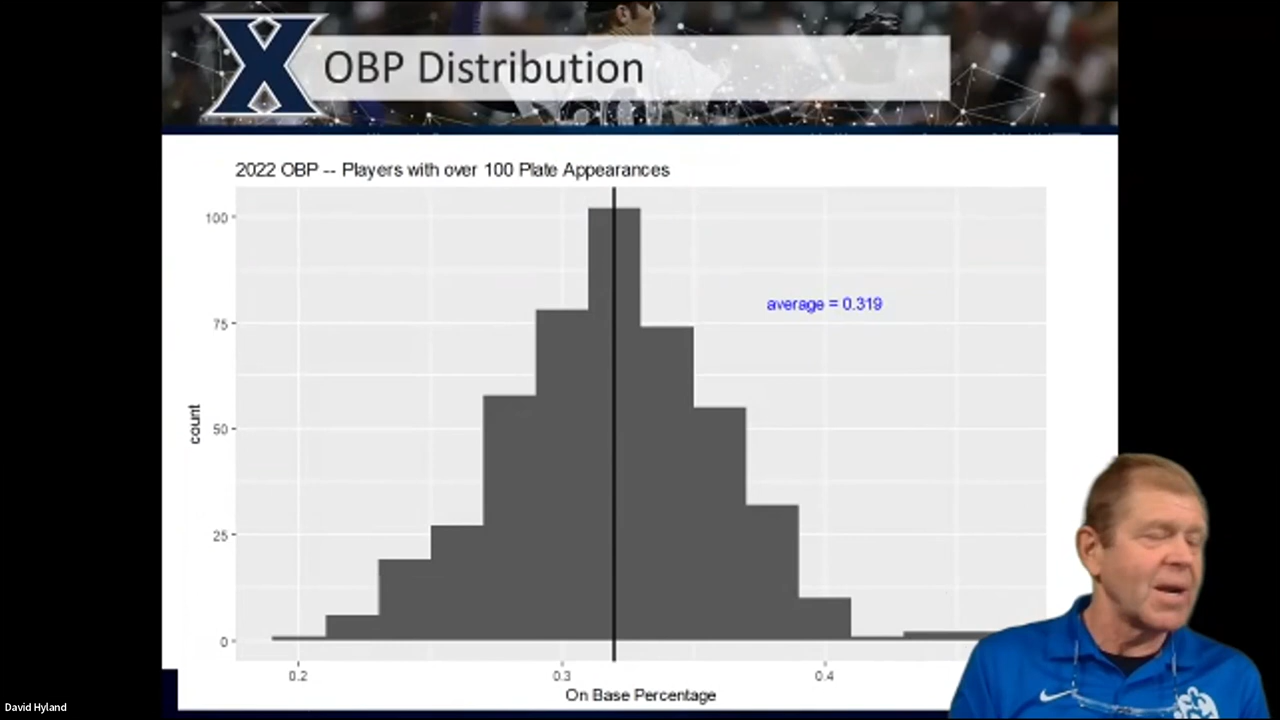 X
OBP Distribution
2022 OBP -- Players with over 100 Plate Appearances
100
75
50
25
0
count
average = 0.319
0.2 0.3 0.4
On Base Percentage
David Hyland